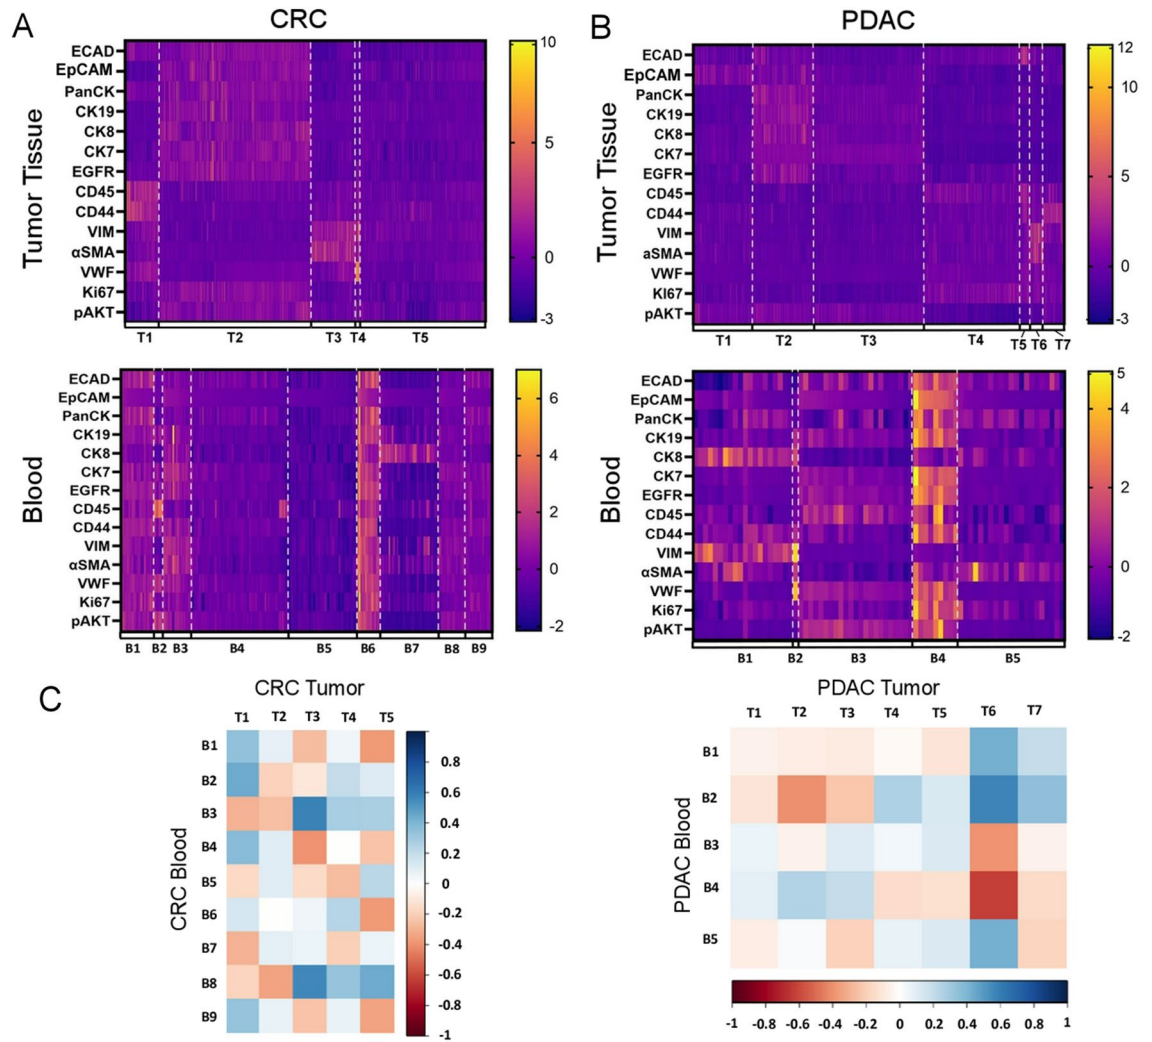 A
CRC
Tumor Tissue
ECAD
EpCAM
PanCK
CK19
CK8
CK7
EGFR
CD45
CD44
VIM
αSMA
VWF
Ki67
pAKT
T1 T2 T3 T4 T5
10
5
0
-3
Blood
ECAD
EpCAM
PanCK
CK19
CK8
CK7
EGFR
CD45
CD44
VIM
αSMA
VWF
Ki67
pAKT
B1 B2 B3 B4 B5 B6 B7 B8 B9
6
4
2
0
-2
B
PDAC
Tumor Tissue
ECAD
EpCAM
PanCK
CK19
CK8
CK7
EGFR
CD45
CD44
VIM
aSMA
VWF
KI67
pAKT
T1 T2 T3 T4 T5 T6 T7
12
10
5
0
-3
Blood
ECAD
EpCAM
PanCK
CK19
CK8
CK7
EGFR
CD45
CD44
VIM
αSMA
VWF
Ki67
pAKT
B1 B2 B3 B4 B5
5
4
2
0
-2
C
CRC Tumor
T1 T2 T3 T4 T5
CRC Blood
B1
B2
B3
B4
B5
B6
B7
B8
B9
0.8
0.6
0.4
0.2
0
-0.2
-0.4
-0.6
-0.8
-1
PDAC Tumor
T1 T2 T3 T4 T5 T6 T7
PDAC Blood
B1
B2
B3
B4
B5
-1 -0.8 -0.6 -0.4 -0.2 0 0.2 0.4 0.6 0.8 1